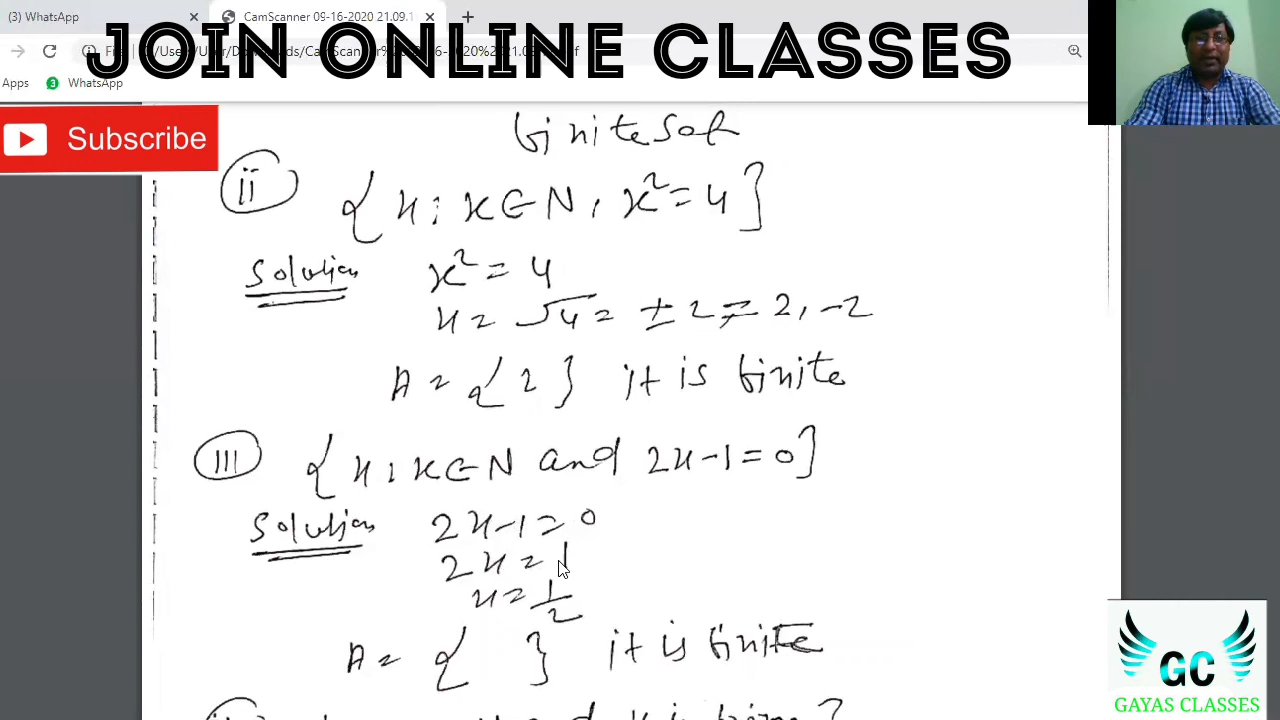 (3) WhatsApp
CamScanner 09-16-2020 21.09.1
JOIN ONLINE CLASSES
Apps
3
WhatsApp
Subscribe
finite set
ii {x : x∈N, x²=4}
Solution x² = 4
x = √4 = ±2 = 2, -2
A = {2} it is finite
III {x : x∈N and 2x-1=0}
Solution 2x-1=0
2x = 1
x = 1/2
A = { } it is finite
GC
GAYAS CLASSES